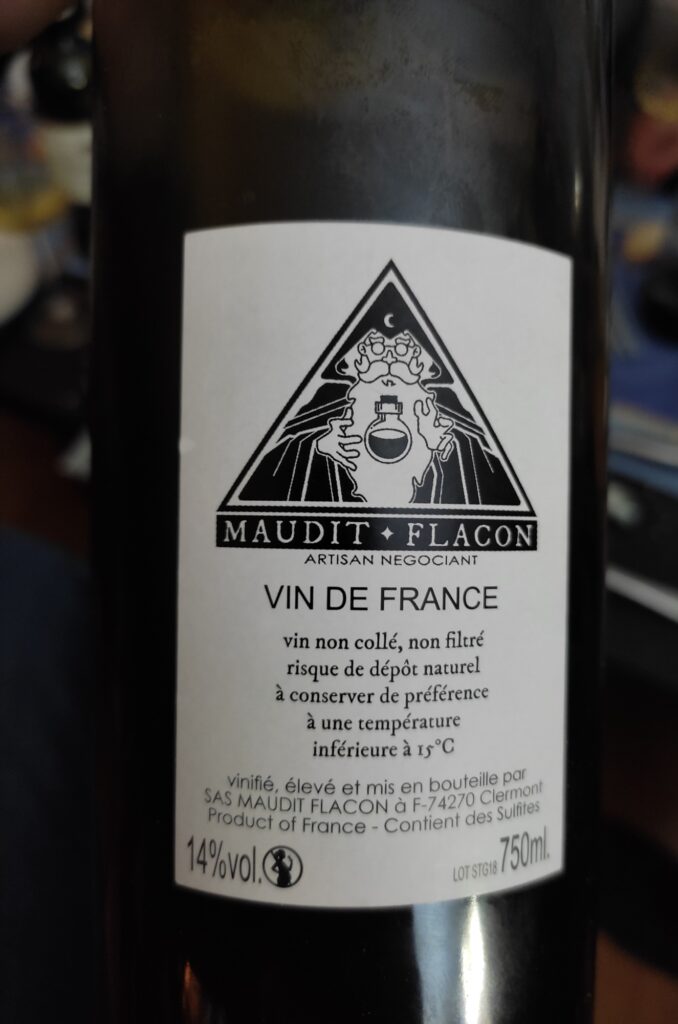 MAUDIT ✦ FLACON
ARTISAN NEGOCIANT
VIN DE FRANCE
vin non collé, non filtré
risque de dépôt naturel
à conserver de préférence
à une température
inférieure à 15°C
vinifié, élevé et mis en bouteille par
SAS MAUDIT FLACON à F-74270 Clermont
Product of France - Contient des Sulfites
14%vol. LOT STG18 750ml.